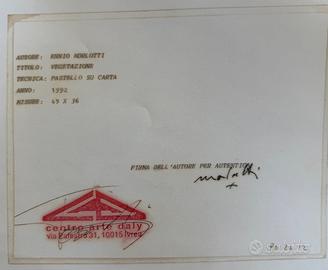 AUTORE: ENNIO MORLOTTI
TITOLO: VEGETAZIONE
TECNICA: PASTELLO SU CARTA
ANNO: 1992
MISURE: 49 X 36
FIRMA DELL'AUTORE PER AUTENTICA
Morlotti
centro arte daly
via Palestro 31, 10015 Ivrea